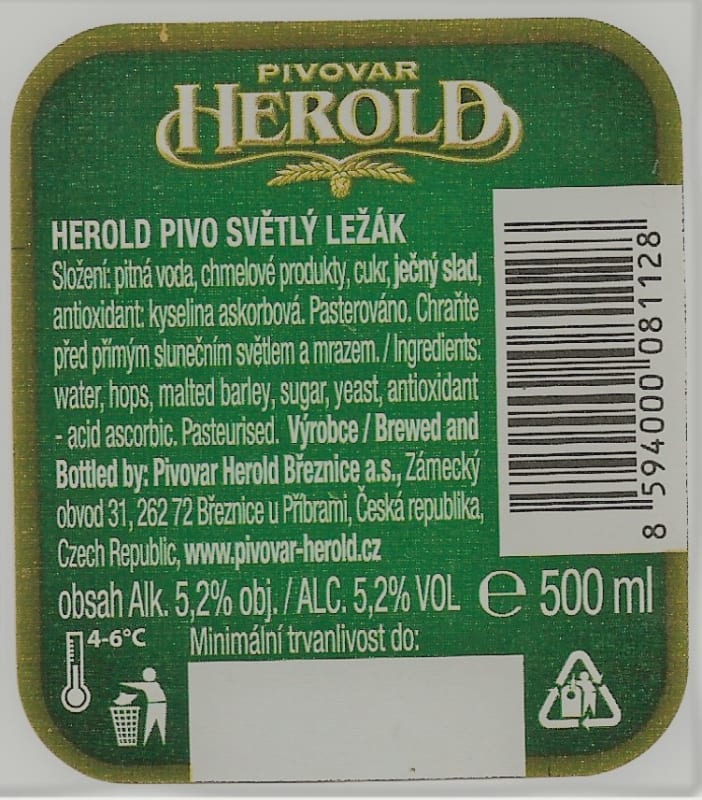 PIVOVAR
HEROLD
HEROLD PIVO SVĚTLÝ LEŽÁK
Složení: pitná voda, chmelové produkty, cukr, ječný slad,
antioxidant: kyselina askorbová. Pasterováno. Chraňte
před přímým slunečním světlem a mrazem. / Ingredients:
water, hops, malted barley, sugar, yeast, antioxidant
- acid ascorbic. Pasteurised. Výrobce / Brewed and
Bottled by: Pivovar Herold Březnice a.s., Zámecký
obvod 31, 262 72 Březnice u Příbrami, Česká republika,
Czech Republic, www.pivovar-herold.cz
obsah Alk. 5,2% obj. / ALC. 5,2% VOL ℮ 500 ml
4-6°C
Minimální trvanlivost do:
8 594000 081128